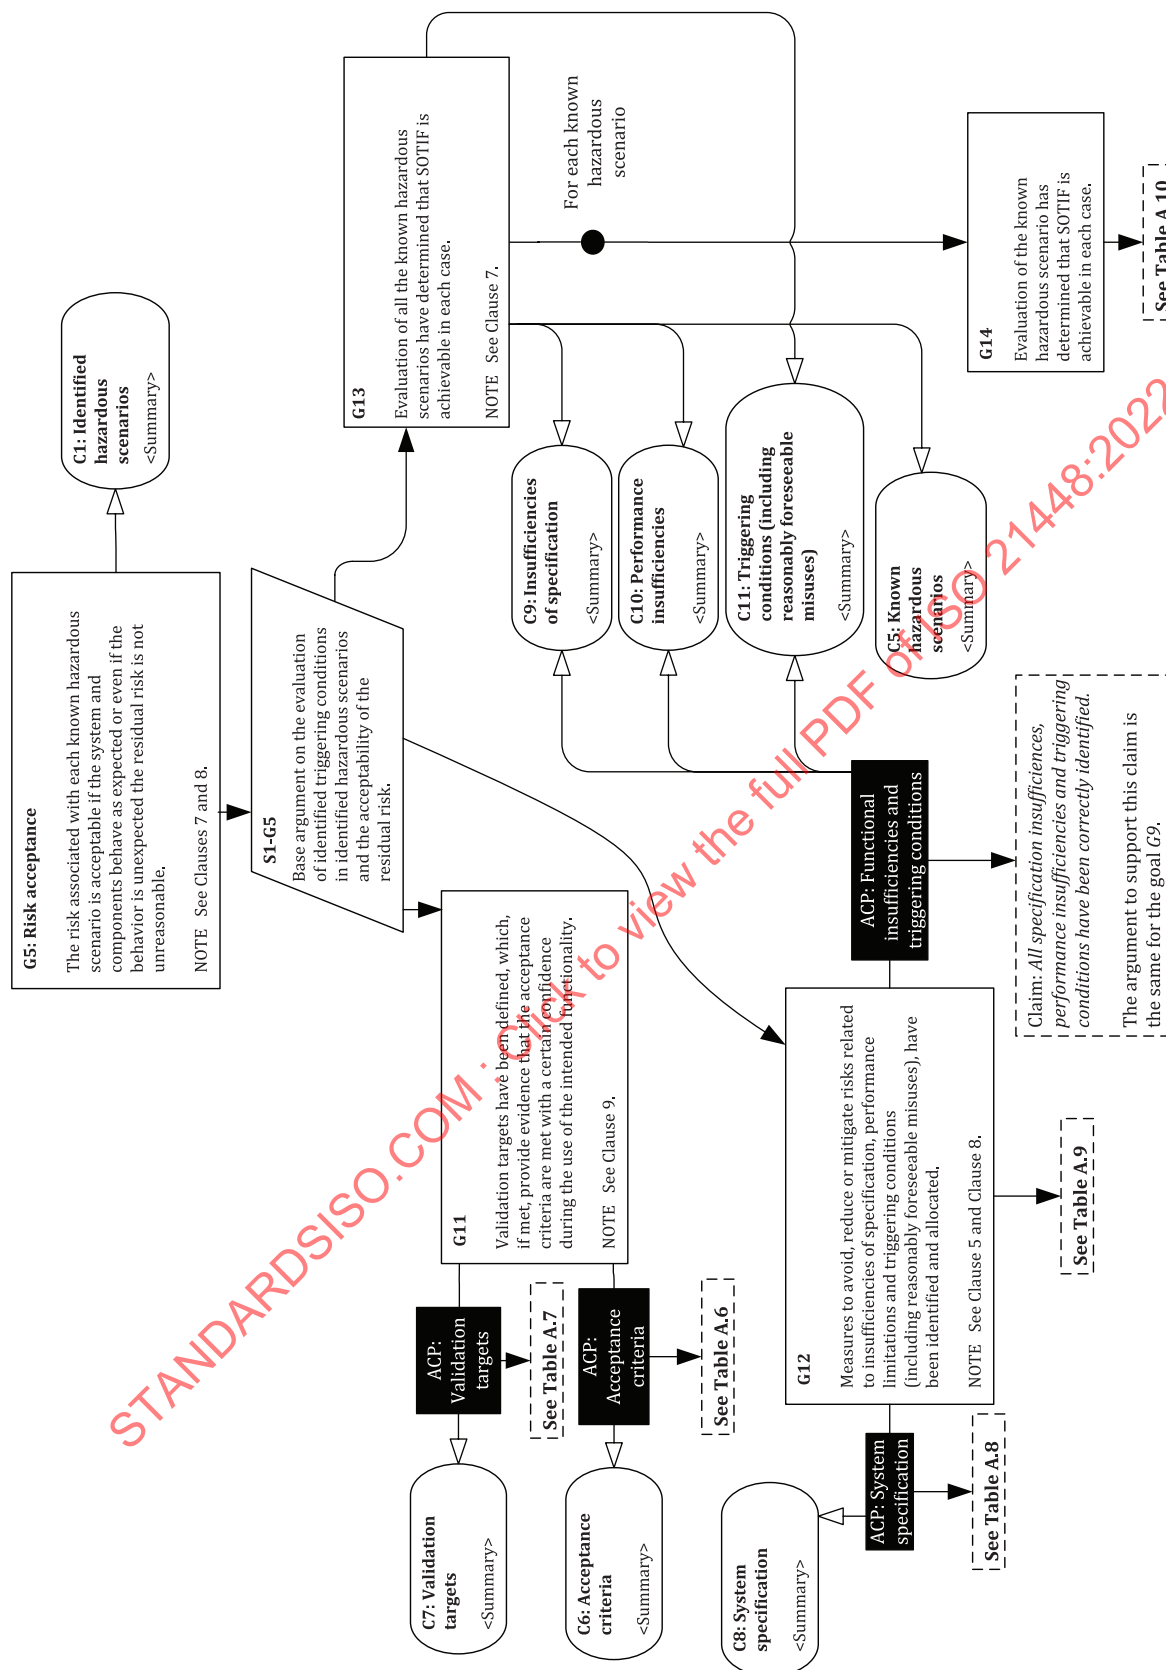 G5: Risk acceptance
The risk associated with each known hazardous
scenario is acceptable if the system and
components behave as expected or even if the
behavior is unexpected the residual risk is not
unreasonable.
NOTE See Clauses 7 and 8.
C1: Identified
hazardous
scenarios
<Summary>
S1-G5
Base argument on the evaluation
of identified triggering conditions
in identified hazardous scenarios
and the acceptability of the
residual risk.
G13
Evaluation of all the known hazardous
scenarios have determined that SOTIF is
achievable in each case.
NOTE See Clause 7.
G11
Validation targets have been defined, which,
if met, provide evidence that the acceptance
criteria are met with a certain confidence
during the use of the intended functionality.
NOTE See Clause 9.
ACP:
Validation
targets
See Table A.7
C7: Validation
targets
<Summary>
ACP:
Acceptance
criteria
See Table A.6
C6: Acceptance
criteria
<Summary>
C9: Insufficiencies
of specification
<Summary>
C10: Performance
insufficiencies
<Summary>
C11: Triggering
conditions (including
reasonably foreseeable
misuses)
<Summary>
C5: Known
hazardous
scenarios
<Summary>
For each known
hazardous
scenario
G12
Measures to avoid, reduce or mitigate risks related
to insufficiencies of specification, performance
limitations and triggering conditions
(including reasonably foreseeable misuses), have
been identified and allocated.
NOTE See Clause 5 and Clause 8.
ACP: System
specification
See Table A.8
C8: System
specification
<Summary>
See Table A.9
ACP: Functional
insufficiencies and
triggering conditions
Claim: All specification insufficiences,
performance insufficiencies and triggering
conditions have been correctly identified.
The argument to support this claim is
the same for the goal G9.
G14
Evaluation of the known
hazardous scenario has
determined that SOTIF is
achievable in each case.
See Table A.10
STANDARDSISO.COM : Click to view the full PDF of ISO 21448:2022